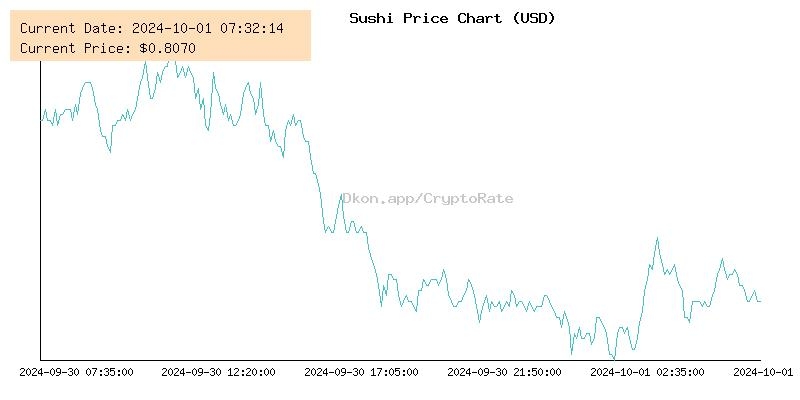 Sushi Price Chart (USD)
Current Date: 2024-10-01 07:32:14
Current Price: $0.8070
Dkon.app/CryptoRate
2024-09-30 07:35:00 2024-09-30 12:20:00 2024-09-30 17:05:00 2024-09-30 21:50:00 2024-10-01 02:35:00 2024-10-01